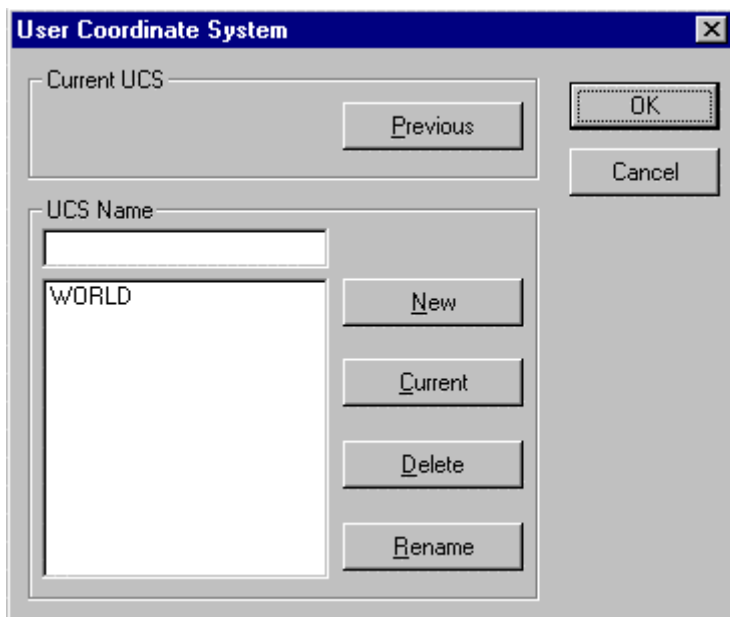 User Coordinate System
Current UCS
Previous
OK
Cancel
UCS Name
WORLD
New
Current
Delete
Rename